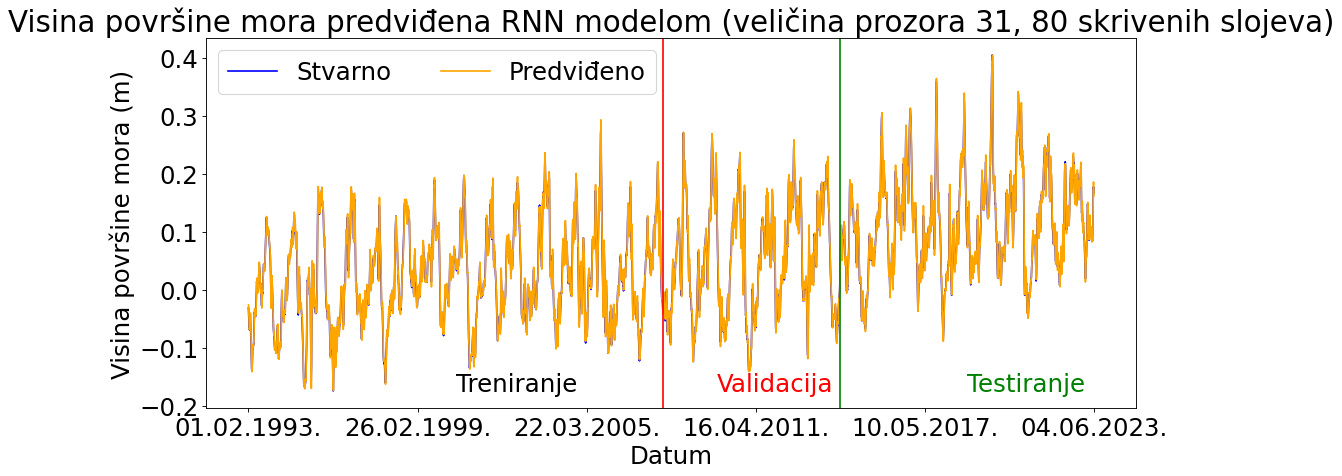 Visina površine mora predviđena RNN modelom (veličina prozora 31, 80 skrivenih slojeva)
Stvarno Predviđeno
Visina površine mora (m)
0.4
0.3
0.2
0.1
0.0
−0.1
−0.2
Treniranje Validacija Testiranje
01.02.1993. 26.02.1999. 22.03.2005. 16.04.2011. 10.05.2017. 04.06.2023.
Datum